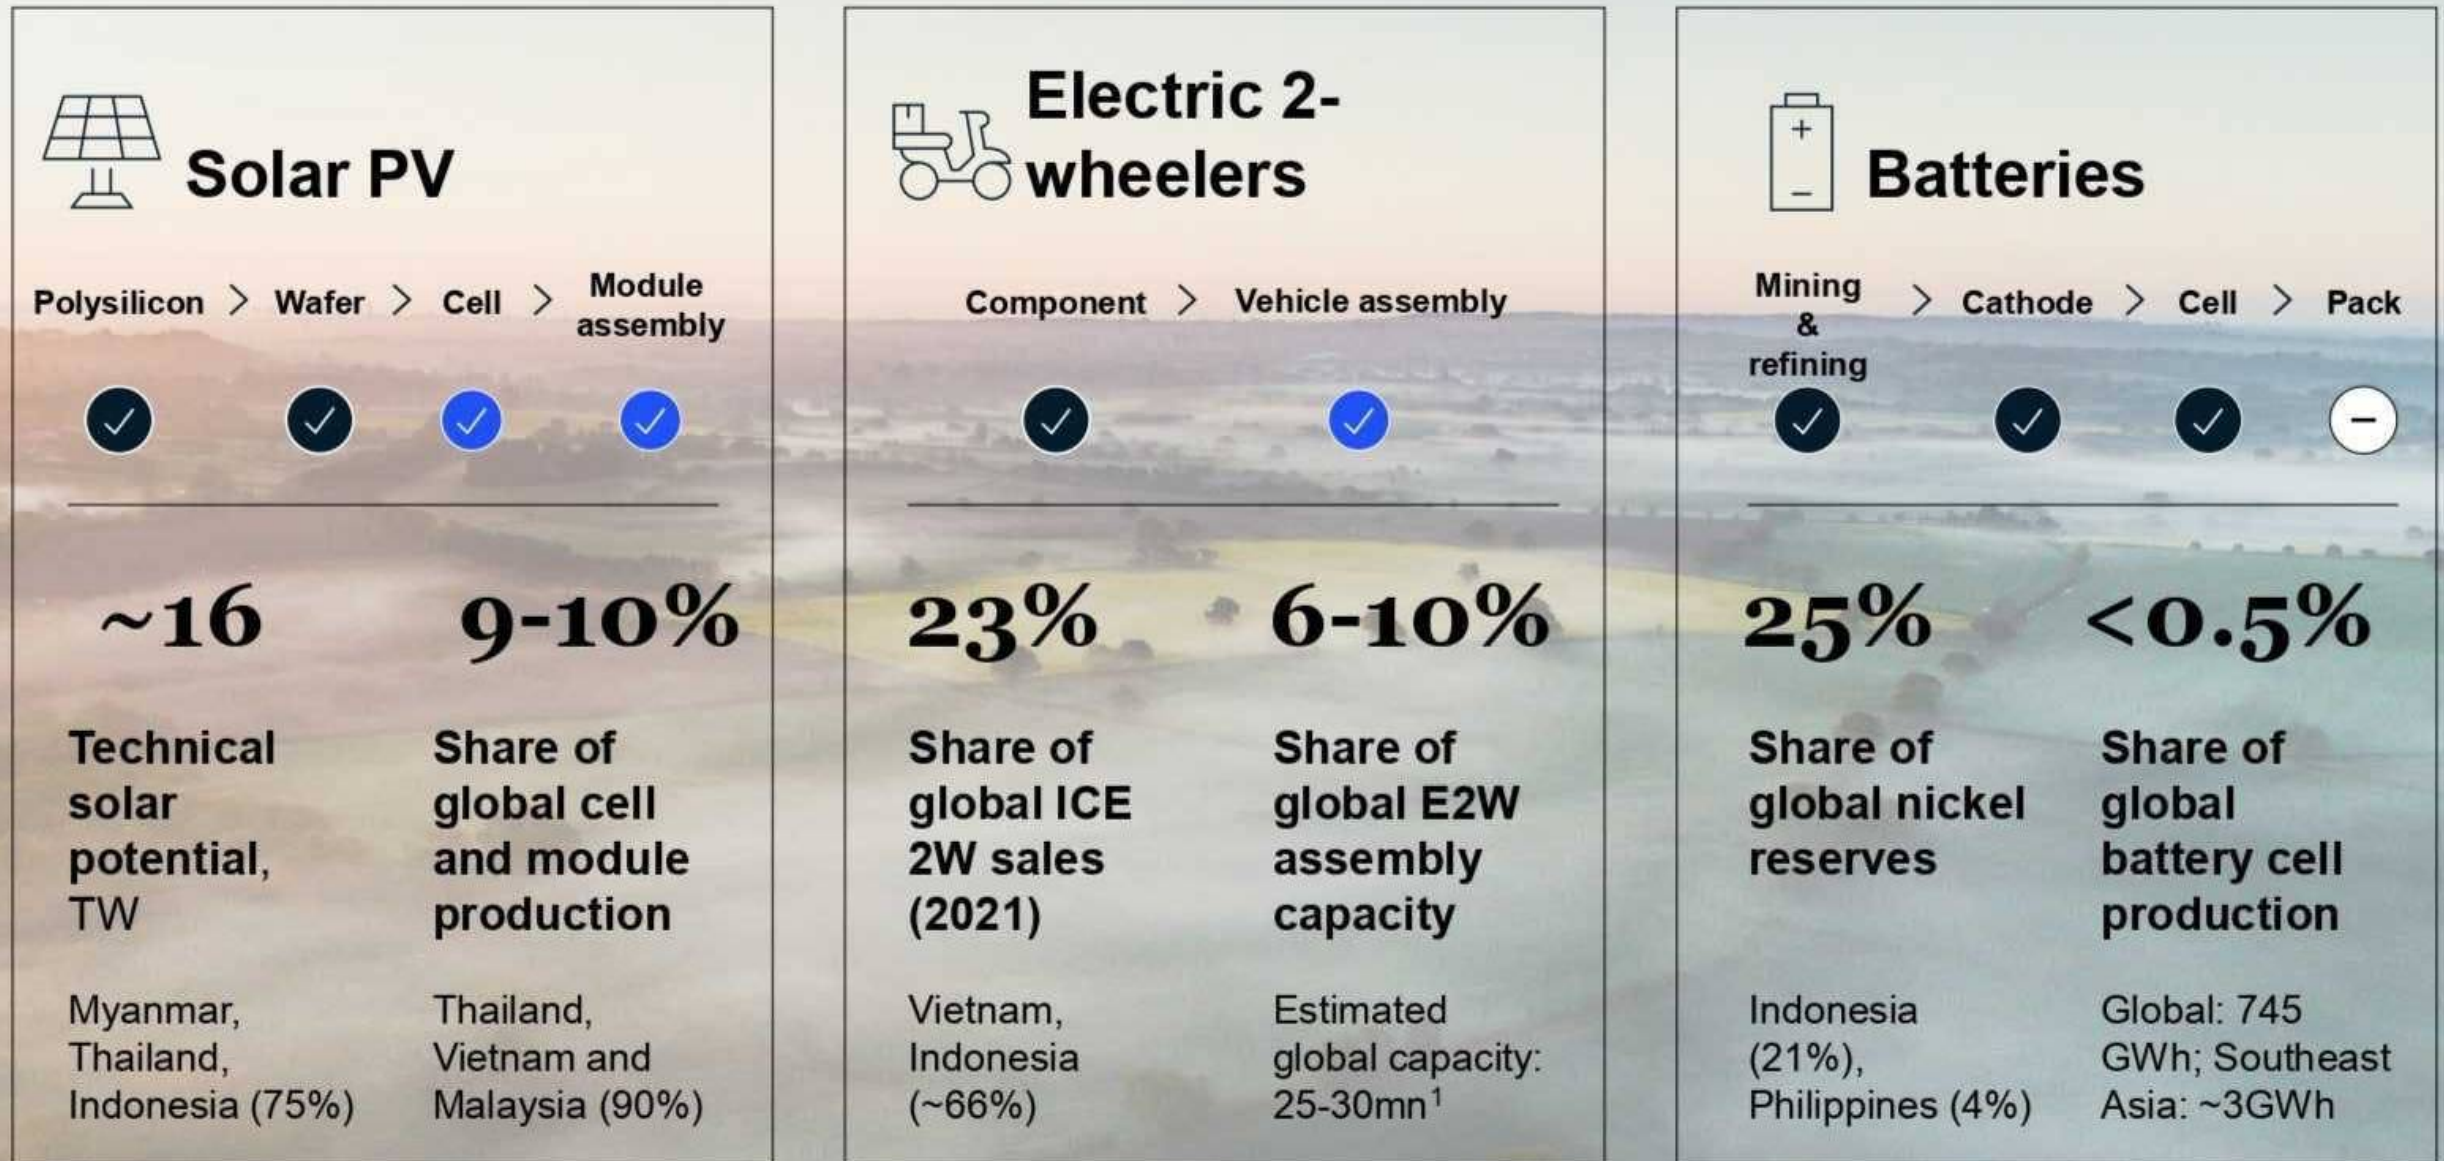 Solar PV
Polysilicon > Wafer > Cell > Module
assembly
~16
Technical
solar
potential,
TW
Myanmar,
Thailand,
Indonesia (75%)
9-10%
Share of
global cell
and module
production
Thailand,
Vietnam and
Malaysia (90%)
Electric 2-
wheelers
Component > Vehicle assembly
23%
Share of
global ICE
2W sales
(2021)
Vietnam,
Indonesia
(~66%)
6-10%
Share of
global E2W
assembly
capacity
Estimated
global capacity:
25-30mn¹
+
−
Batteries
Mining
&
refining
> Cathode > Cell > Pack
25%
Share of
global nickel
reserves
Indonesia
(21%),
Philippines (4%)
<0.5%
Share of
global
battery cell
production
Global: 745
GWh; Southeast
Asia: ~3GWh